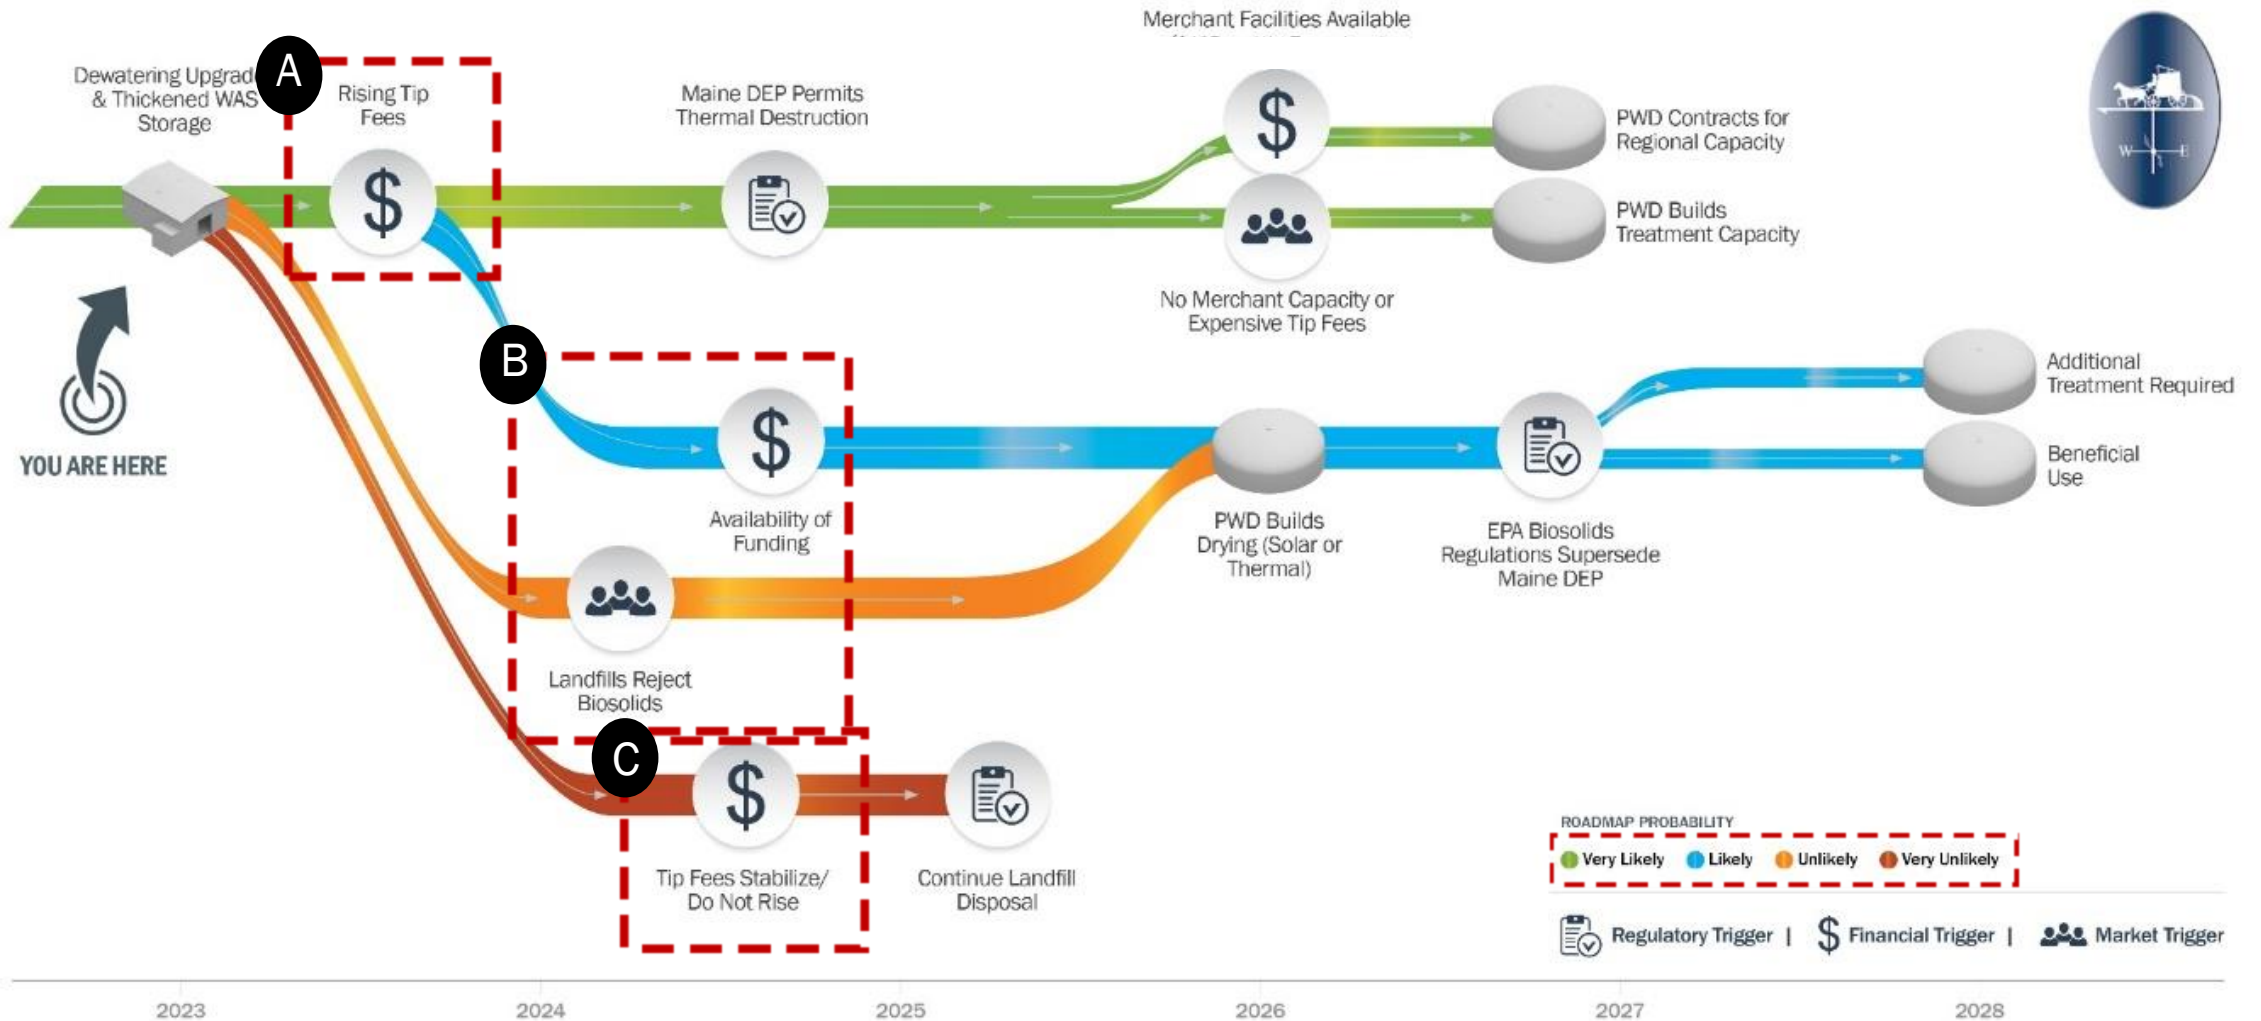 Merchant Facilities Available
Dewatering Upgrad
& Thickened WAS
Storage
A
Rising Tip
Fees
Maine DEP Permits
Thermal Destruction
$
$
PWD Contracts for
Regional Capacity
PWD Builds
Treatment Capacity
W
E
No Merchant Capacity or
Expensive Tip Fees
YOU ARE HERE
B
$
Availability of
Funding
PWD Builds
Drying (Solar or
Thermal)
EPA Biosolids
Regulations Supersede
Maine DEP
Additional
Treatment Required
Beneficial
Use
Landfills Reject
Biosolids
C
$
Tip Fees Stabilize/
Do Not Rise
Continue Landfill
Disposal
ROADMAP PROBABILITY
Very Likely Likely Unlikely Very Unlikely
Regulatory Trigger | $ Financial Trigger | Market Trigger
2023 2024 2025 2026 2027 2028